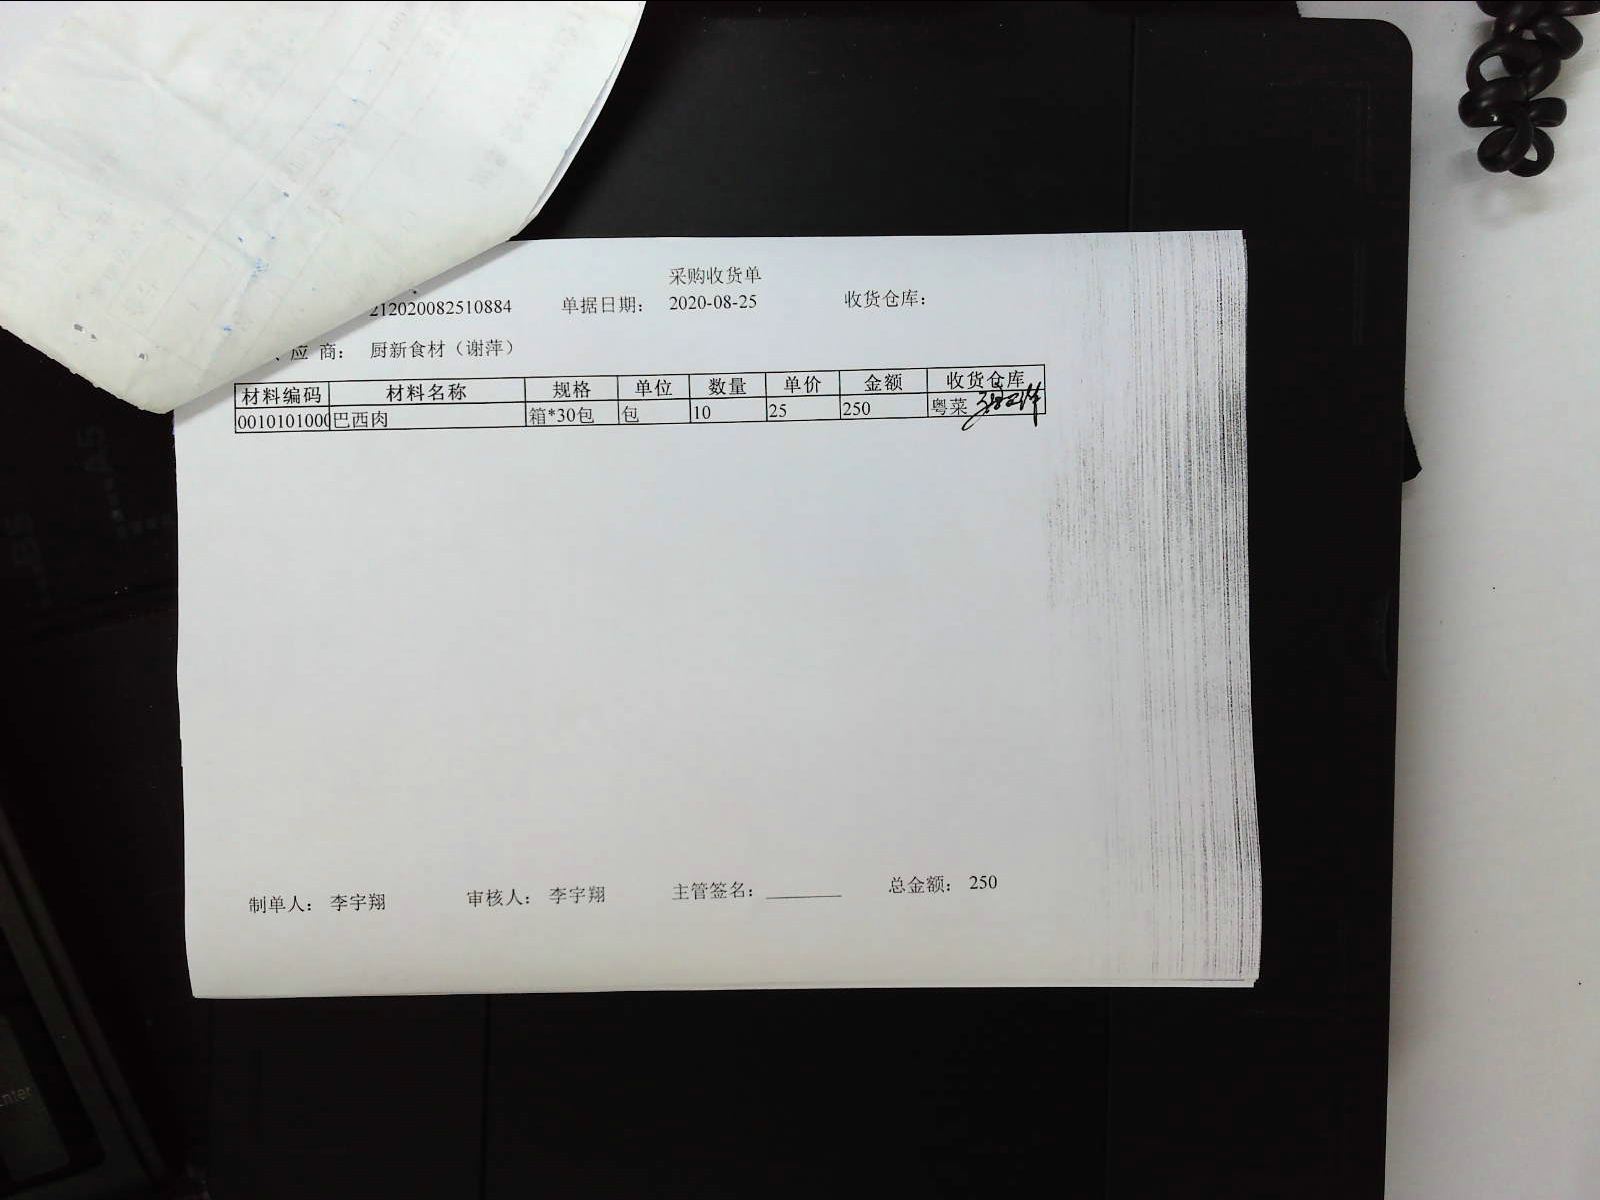 采购收货单
212020082510884 单据日期: 2020-08-25 收货仓库:
应 商: 厨新食材（谢萍）
材料编码 材料名称 规格 单位 数量 单价 金额 收货仓库
0010101000 巴西肉 箱*30包 包 10 25 250 粤菜
制单人: 李宇翔 审核人: 李宇翔 主管签名: 总金额: 250